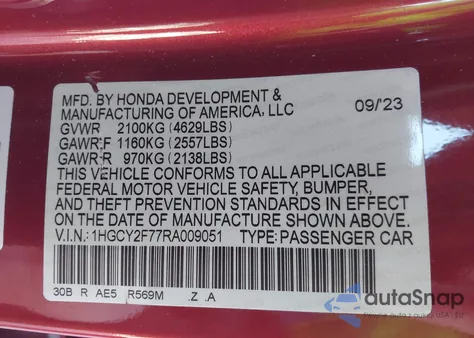 MFD. BY HONDA DEVELOPMENT &
MANUFACTURING OF AMERICA, LLC 09/23
GVWR 2100KG (4629LBS)
GAWR F 1160KG (2557LBS)
GAWR R 970KG (2138LBS)
THIS VEHICLE CONFORMS TO ALL APPLICABLE
FEDERAL MOTOR VEHICLE SAFETY, BUMPER,
AND THEFT PREVENTION STANDARDS IN EFFECT
ON THE DATE OF MANUFACTURE SHOWN ABOVE.
V.I.N.: 1HGCY2F77RA009051 TYPE: PASSENGER CAR
30B R AE5 R569M .Z .A
autoSnap